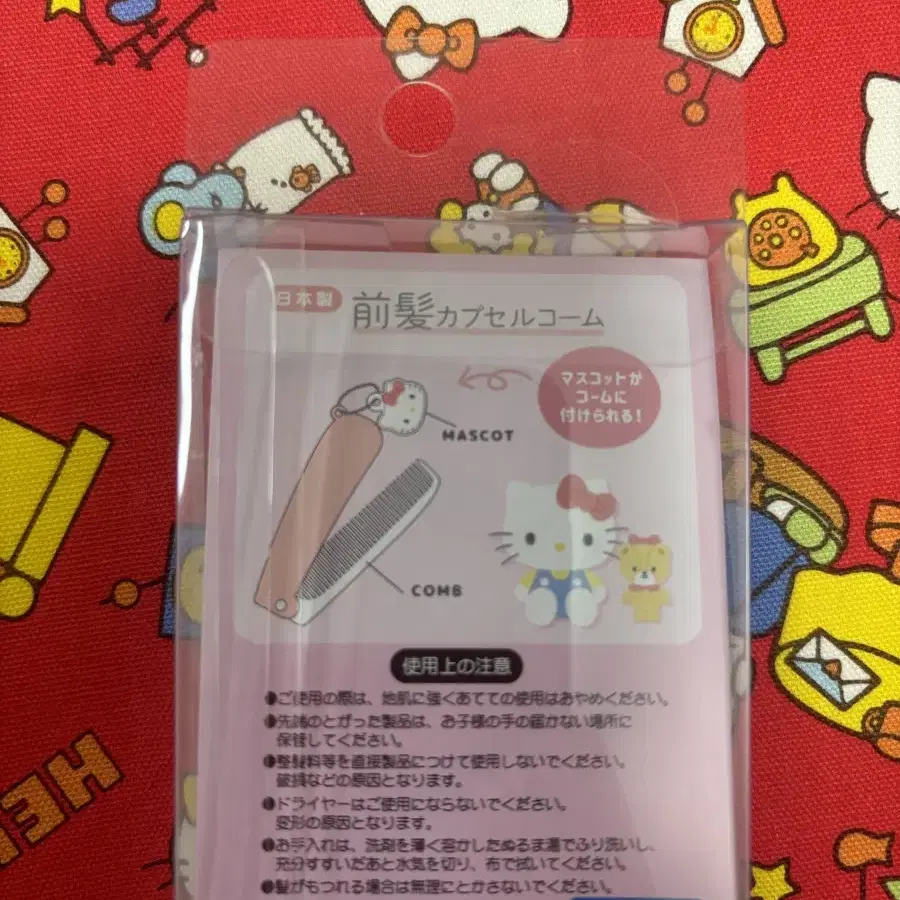 日本製 前髪カプセルコーム
マスコットが
コームに
付けられる!
MASCOT
COMB
使用上の注意
●ご使用の際は、地肌に強くあてての使用はおやめください。
●先端のとがった製品は、お子様の手の届かない場所に
保管してください。
●整髪料等を直接製品につけて使用しないでください。
破損などの原因となります。
●ドライヤーはご使用にならないでください。
変形の原因となります。
●お手入れは、洗剤を薄く溶かしたぬるま湯でふり洗いし、
充分すすいだあと水気を切り、布で拭いてください。
●髪がもつれる場合は無理にとかさないでください。
HE